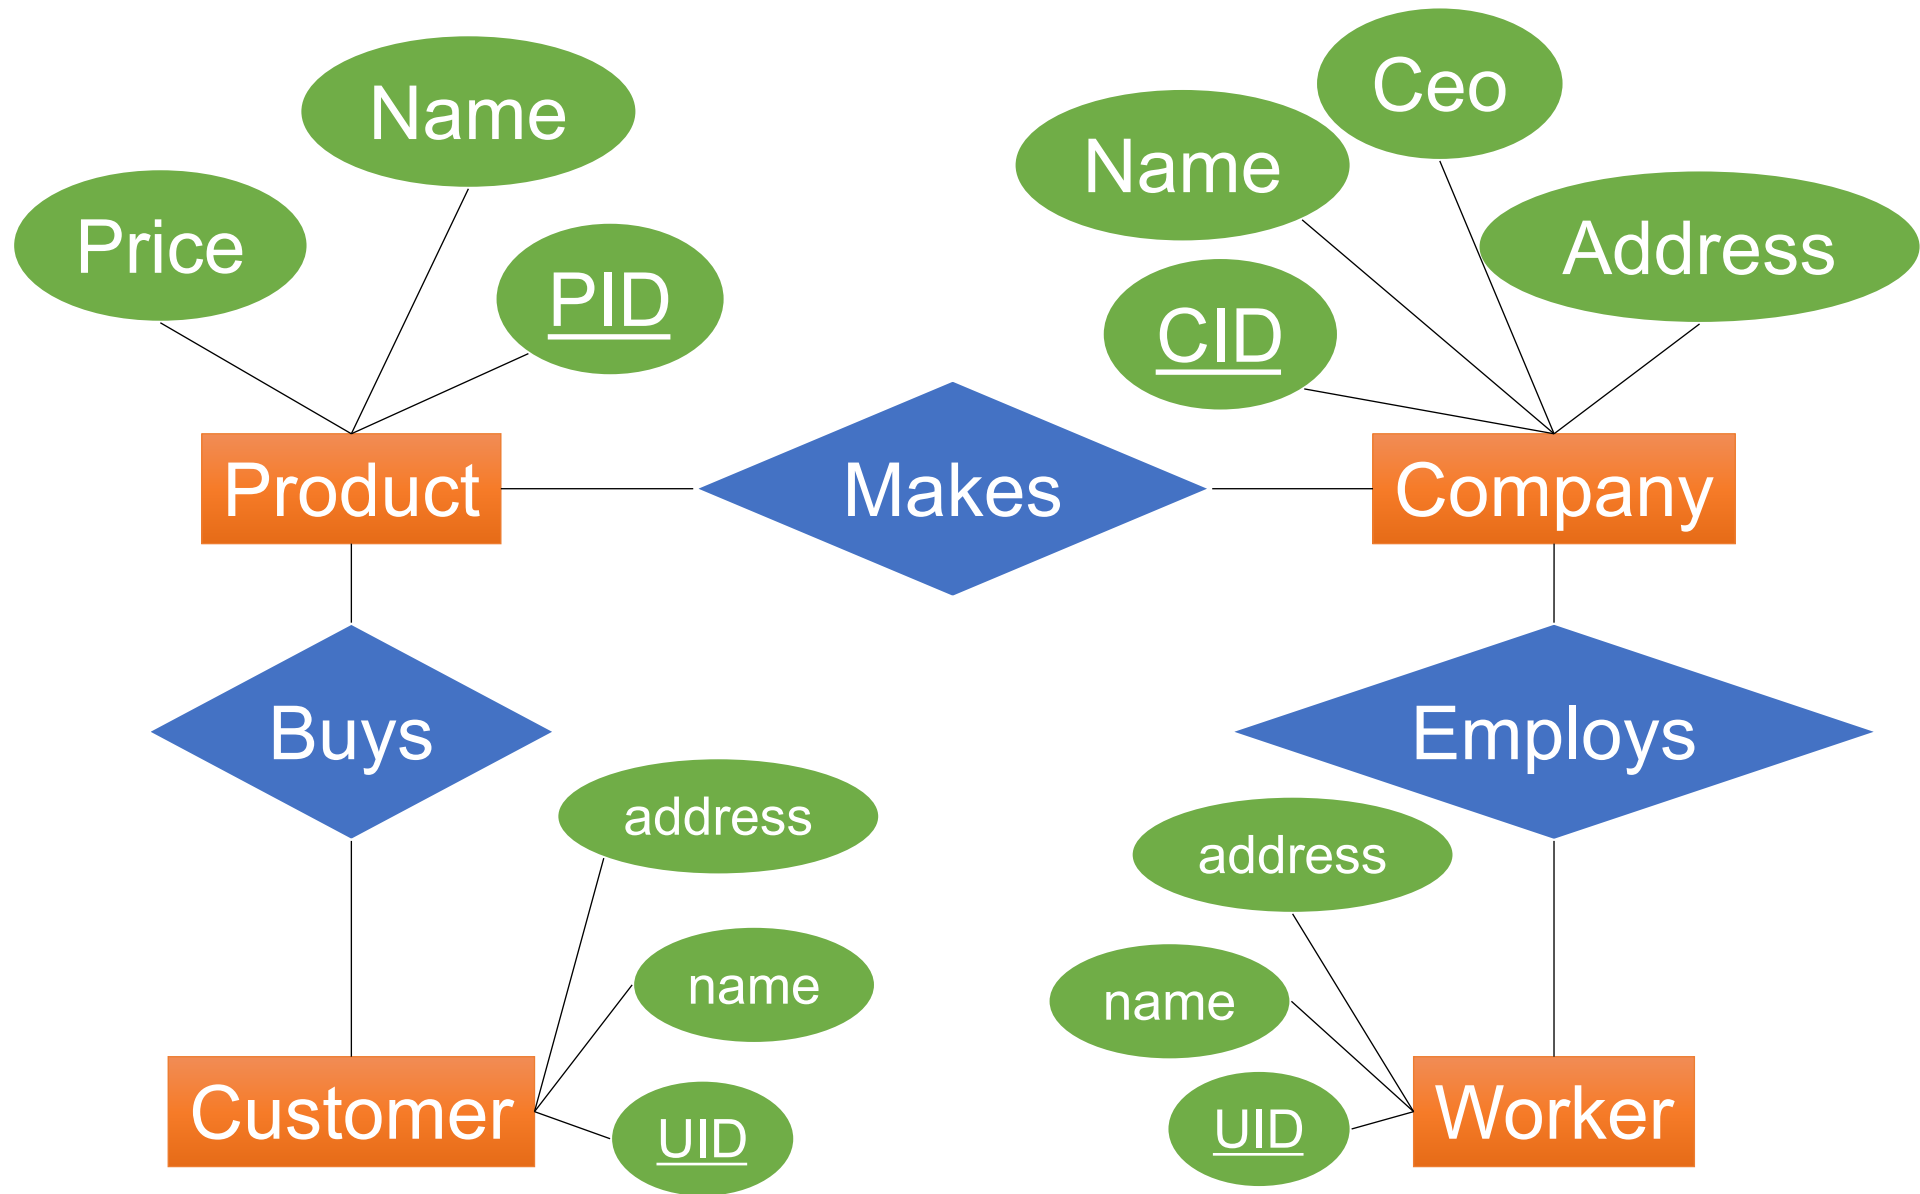 Name
Ceo
Name
Address
Price
PID
CID
Product
Makes
Company
Buys
Employs
address
address
name
name
Customer
UID
UID
Worker